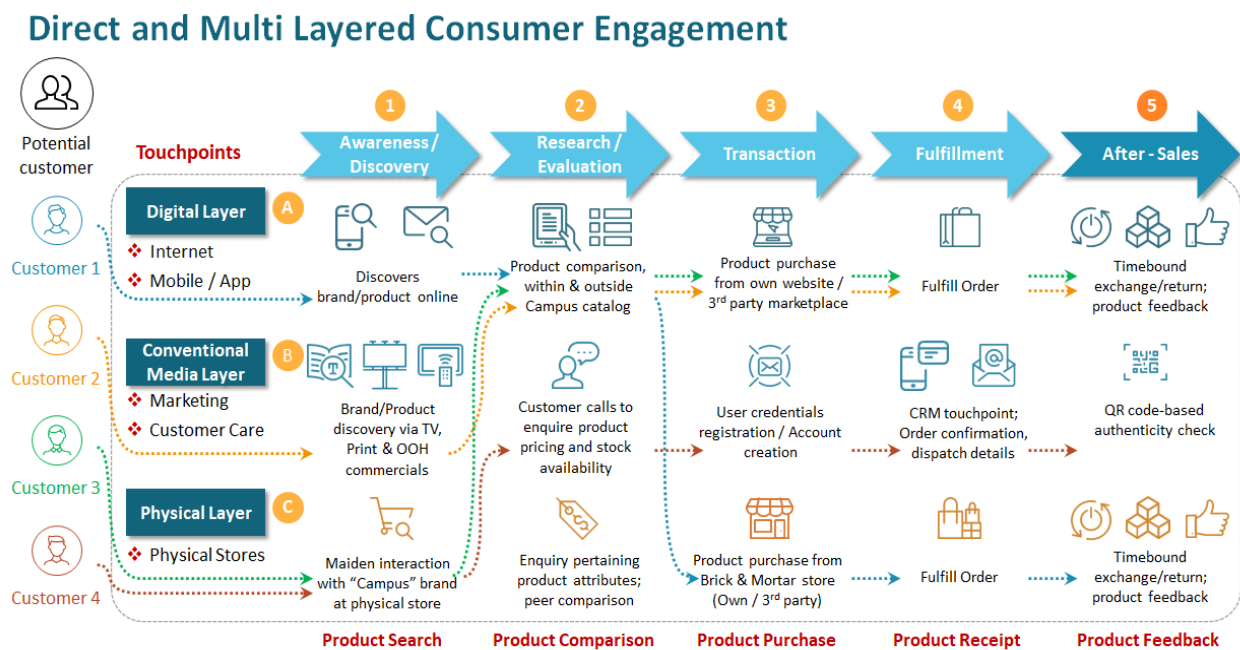 Direct and Multi Layered Consumer Engagement
Potential
customer
Touchpoints
1
Awareness /
Discovery
2
Research /
Evaluation
3
Transaction
4
Fulfillment
5
After - Sales
Customer 1
Digital Layer
A
❖ Internet
❖ Mobile / App
Discovers
brand/product online
Product comparison,
within & outside
Campus catalog
Product purchase
from own website /
3rd party marketplace
Fulfill Order
Timebound
exchange/return;
product feedback
Customer 2
Conventional
Media Layer
B
❖ Marketing
❖ Customer Care
T
Brand/Product
discovery via TV,
Print & OOH
commercials
Customer calls to
enquire product
pricing and stock
availability
User credentials
registration / Account
creation
@
CRM touchpoint;
Order confirmation,
dispatch details
QR code-based
authenticity check
Customer 3
Physical Layer
C
❖ Physical Stores
Maiden interaction
with “Campus” brand
at physical store
$
Enquiry pertaining
product attributes;
peer comparison
Product purchase from
Brick & Mortar store
(Own / 3rd party)
Fulfill Order
Timebound
exchange/return;
product feedback
Customer 4
Product Search
Product Comparison
Product Purchase
Product Receipt
Product Feedback